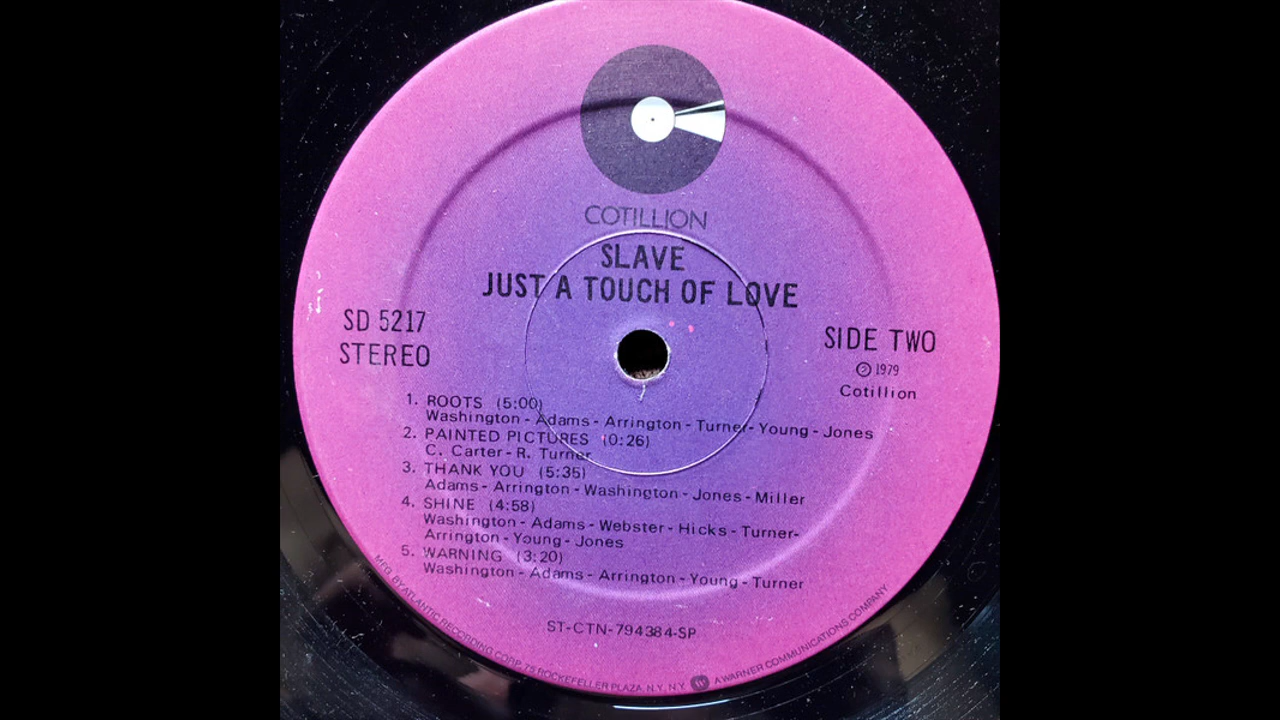 COTILLION
SLAVE
JUST A TOUCH OF LOVE
SD 5217
STEREO
SIDE TWO
Ⓟ 1979
Cotillion
1. ROOTS (5:00)
Washington - Adams - Arrington - Turner - Young - Jones
2. PAINTED PICTURES (0:26)
C. Carter - R. Turner
3. THANK YOU (5:35)
Adams - Arrington - Washington - Jones - Miller
4. SHINE (4:58)
Washington - Adams - Webster - Hicks - Turner-
Arrington - Young - Jones
5. WARNING (3:20)
Washington - Adams - Arrington - Young - Turner
ST-CTN-794384-SP
MFG. BY ATLANTIC RECORDING CORP. 75 ROCKEFELLER PLAZA, N.Y. N.Y. A WARNER COMMUNICATIONS COMPANY